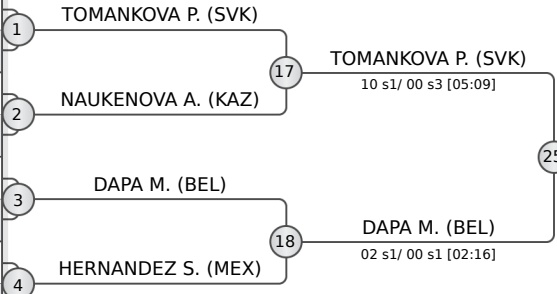 TOMANKOVA P. (SVK)
1
17
TOMANKOVA P. (SVK)
10 s1/ 00 s3 [05:09]
NAUKENOVA A. (KAZ)
2
25
DAPA M. (BEL)
3
18
DAPA M. (BEL)
02 s1/ 00 s1 [02:16]
HERNANDEZ S. (MEX)
4